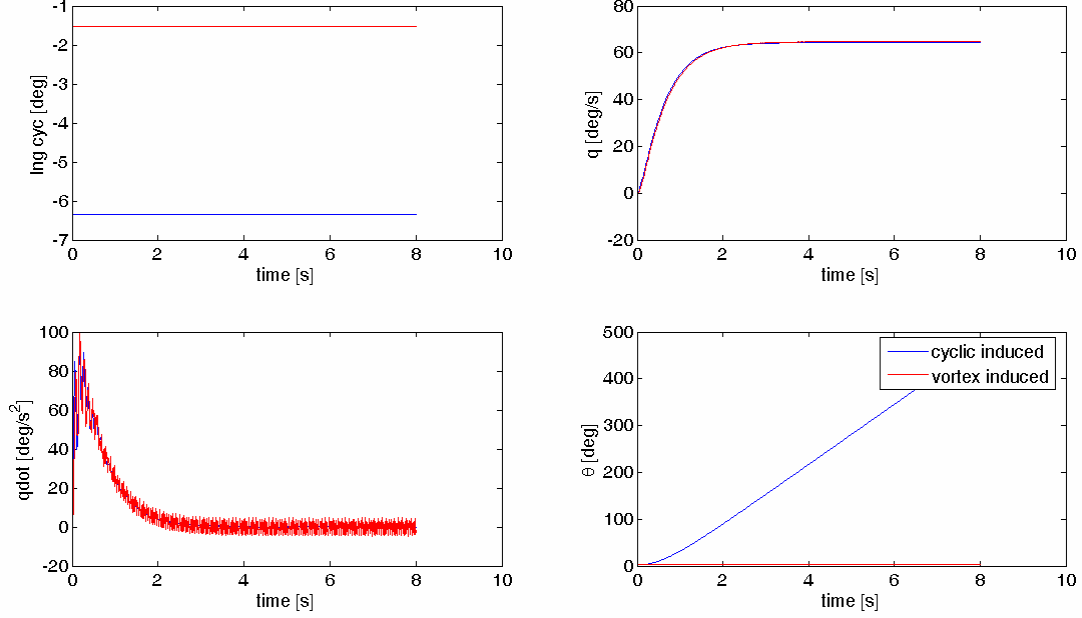 -1
-2
-3
-4
-5
-6
-7
lng cyc [deg]
0 2 4 6 8 10
time [s]
80
60
40
20
0
-20
q [deg/s]
0 2 4 6 8 10
time [s]
100
80
60
40
20
0
-20
qdot [deg/s²]
0 2 4 6 8 10
time [s]
500
400
300
200
100
0
θ [deg]
cyclic induced
vortex induced
0 2 4 6 8 10
time [s]